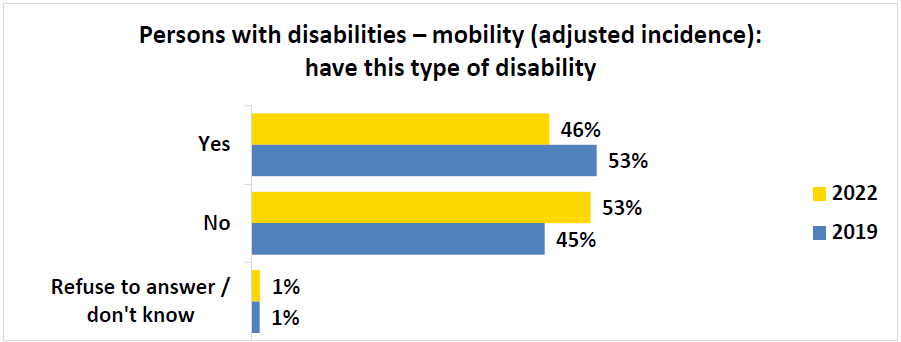 Persons with disabilities – mobility (adjusted incidence):
have this type of disability
Yes
46%
53%
No
53%
45%
Refuse to answer /
don't know
1%
1%
2022
2019